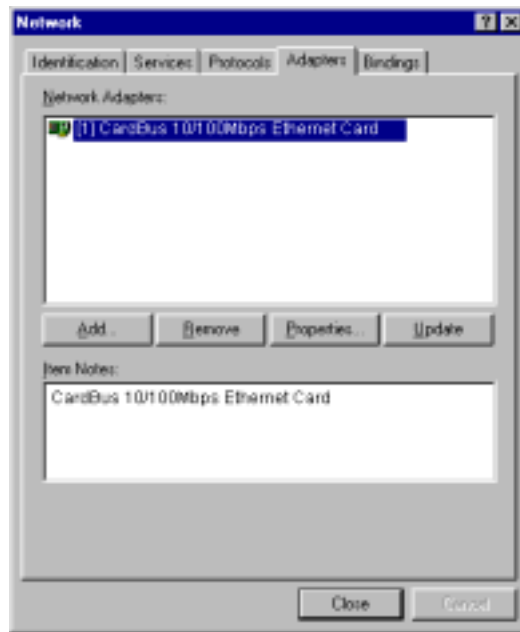 Network
Identification Services Protocols Adapters Bindings
Network Adapters:
[1] CardBus 10/100Mbps Ethernet Card
Add... Remove Properties... Update
Item Notes:
CardBus 10/100Mbps Ethernet Card
Close Cancel